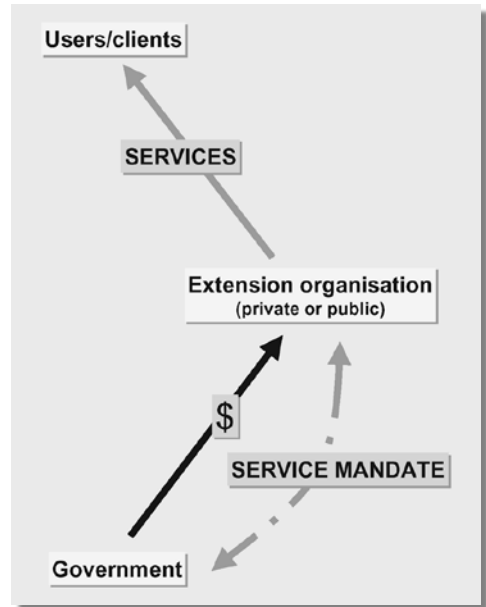 Users/clients
SERVICES
Extension organisation
(private or public)
$
SERVICE MANDATE
Government